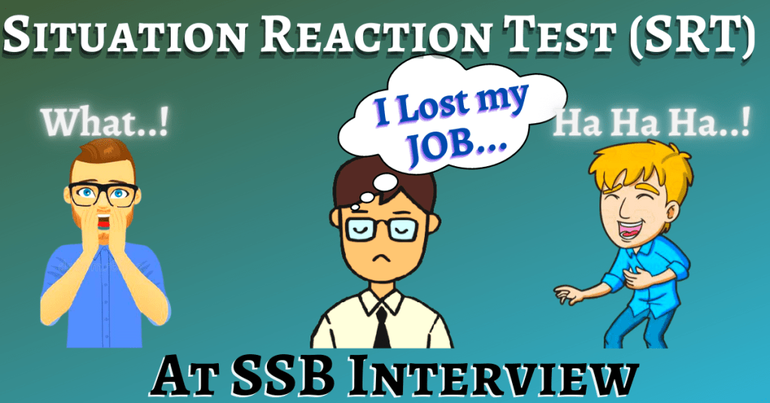 Situation Reaction Test (SRT)
What..!
I Lost my
JOB...
Ha Ha Ha..!
At SSB Interview